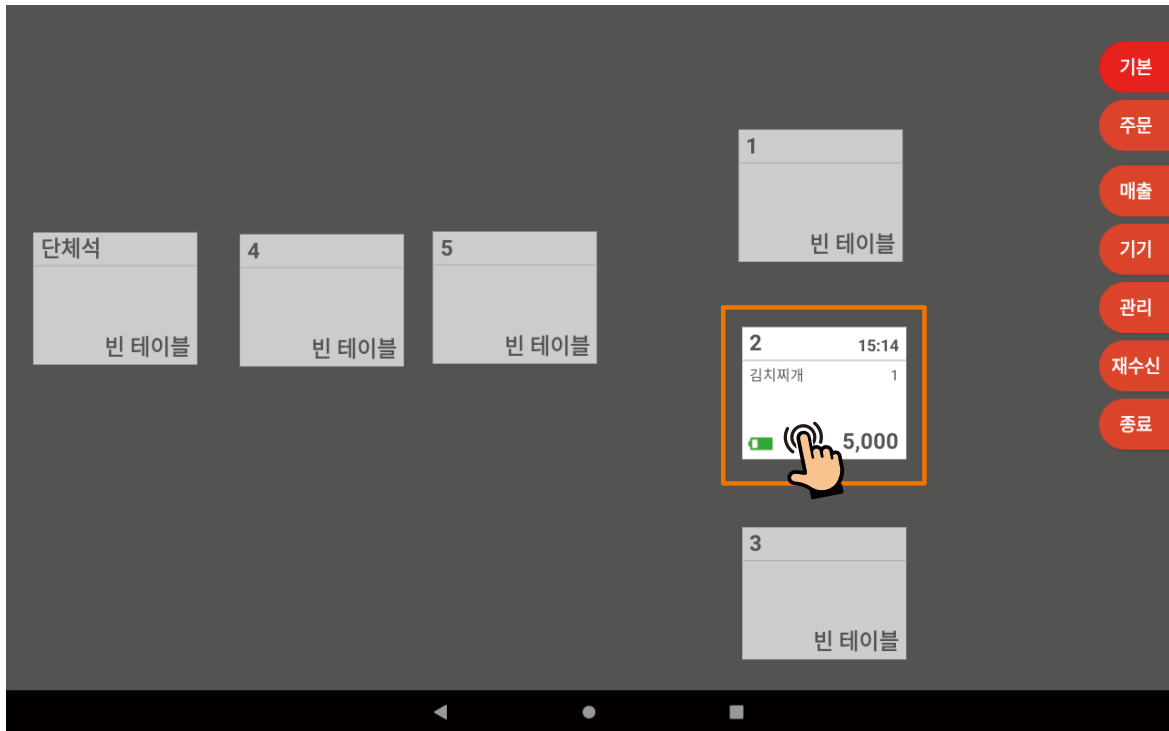 기본
주문
매출
기기
관리
재수신
종료
단체석
빈 테이블
4
빈 테이블
5
빈 테이블
1
빈 테이블
2 15:14
김치찌개 1
5,000
3
빈 테이블